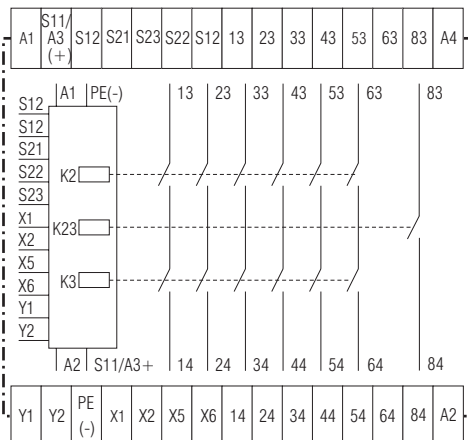 A1 S11/ A3 (+) S12 S21 S23 S22 S12 13 23 33 43 53 63 83 A4
A1 PE(-) 13 23 33 43 53 63 83
S12
S12
S21
S22
S23
X1
X2
X5
X6
Y1
Y2
K2
K23
K3
A2 S11/A3+ 14 24 34 44 54 64 84
Y1 Y2 PE (-) X1 X2 X5 X6 14 24 34 44 54 64 84 A2